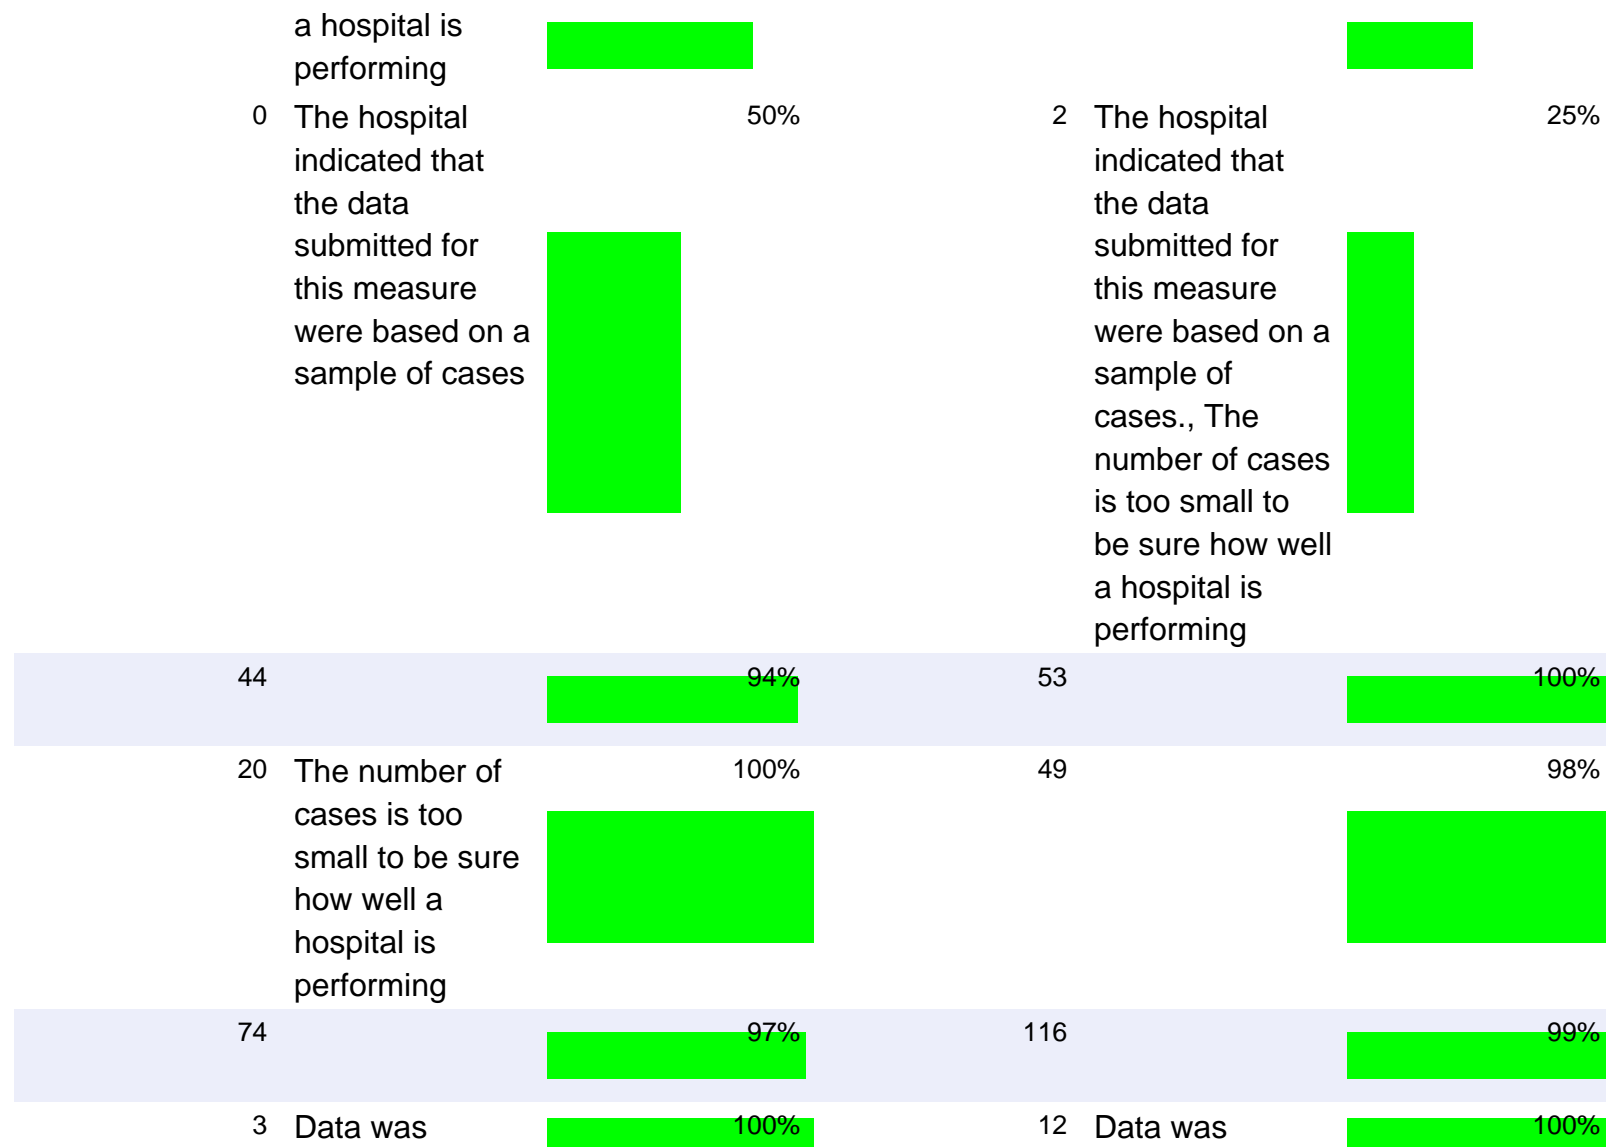 a hospital is
performing
0 The hospital 50% 2 The hospital 25%
indicated that indicated that
the data the data
submitted for submitted for
this measure this measure
were based on a were based on a
sample of cases sample of
cases., The
number of cases
is too small to
be sure how well
a hospital is
performing
44 94% 53 100%
20 The number of 100% 49 98%
cases is too
small to be sure
how well a
hospital is
performing
74 97% 116 99%
3 Data was 100% 12 Data was 100%